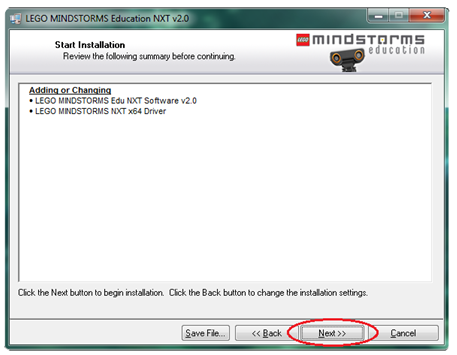 LEGO MINDSTORMS Education NXT v2.0
Start Installation
Review the following summary before continuing.
LEGO mindstorms
education
Adding or Changing
• LEGO MINDSTORMS Edu NXT Software v2.0
• LEGO MINDSTORMS NXT x64 Driver
Click the Next button to begin installation. Click the Back button to change the installation settings.
Save File... << Back Next >> Cancel